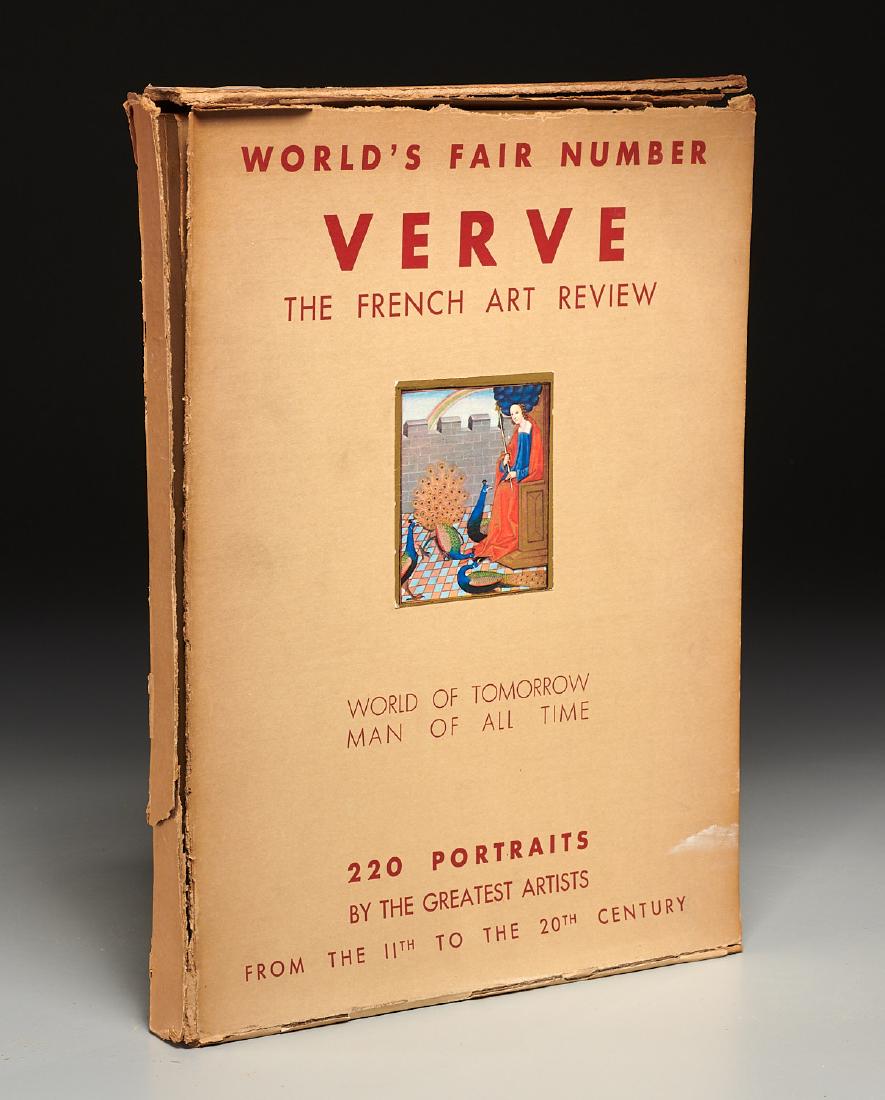 WORLD'S FAIR NUMBER
VERVE
THE FRENCH ART REVIEW
WORLD OF TOMORROW
MAN OF ALL TIME
220 PORTRAITS
BY THE GREATEST ARTISTS
FROM THE 11TH TO THE 20TH CENTURY